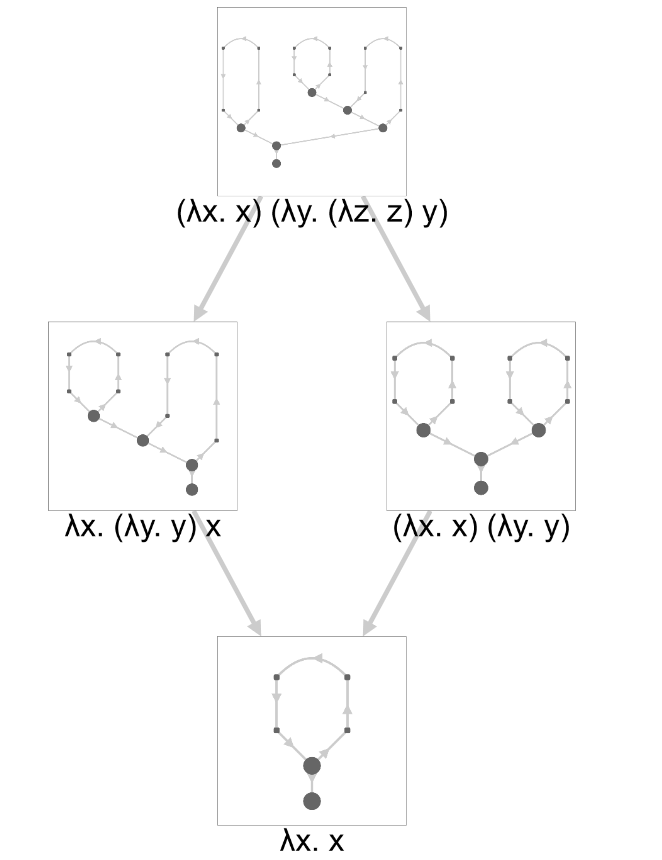 (λx. x) (λy. (λz. z) y)
λx. (λy. y) x
(λx. x) (λy. y)
λx. x